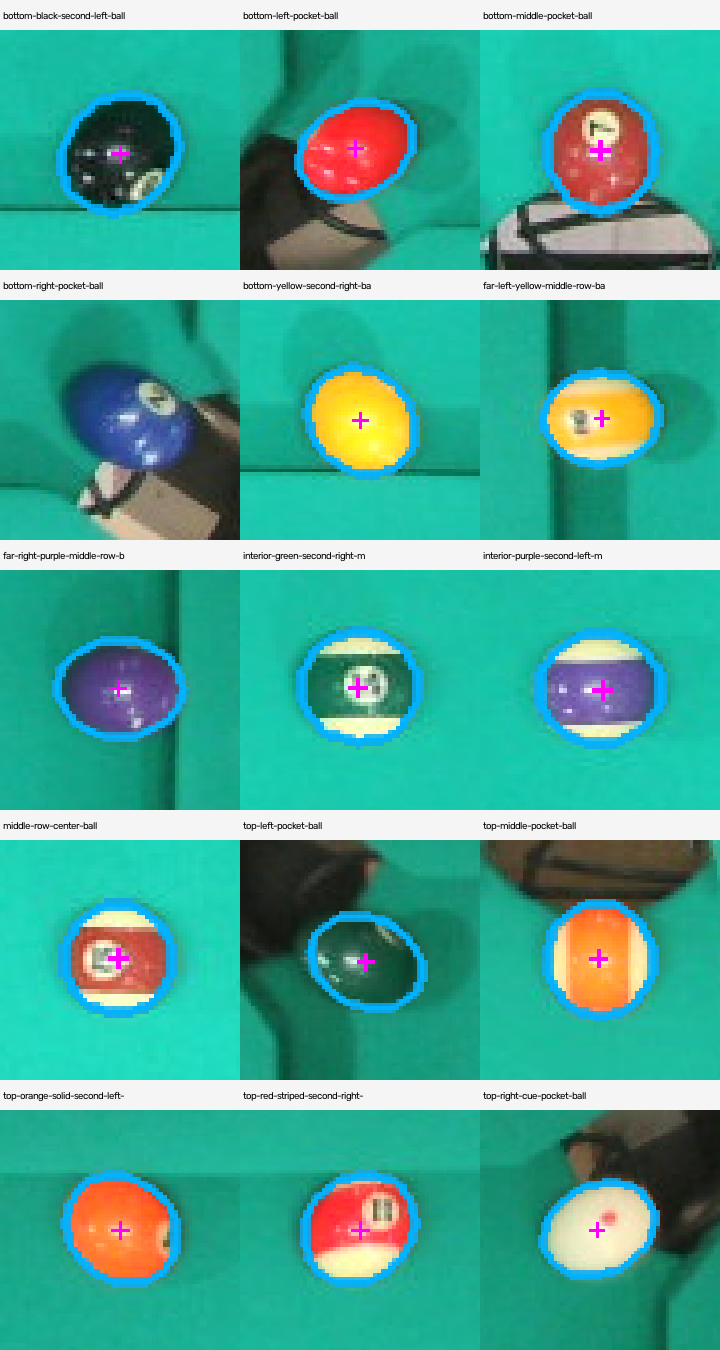 bottom-black-second-left-ball
bottom-left-pocket-ball
bottom-middle-pocket-ball
7
bottom-right-pocket-ball
2
bottom-yellow-second-right-ba
far-left-yellow-middle-row-ba
far-right-purple-middle-row-b
interior-green-second-right-m
interior-purple-second-left-m
middle-row-center-ball
top-left-pocket-ball
top-middle-pocket-ball
top-orange-solid-second-left-
top-red-striped-second-right-
11
top-right-cue-pocket-ball